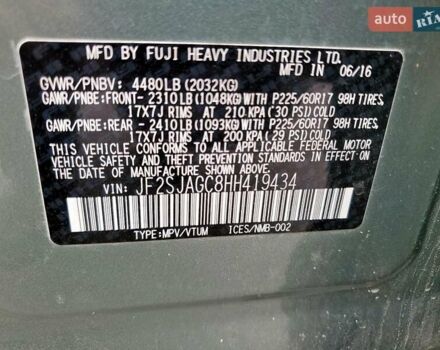 AUTO RIA
MFD BY FUJI HEAVY INDUSTRIES LTD.
MFD IN 06/16
GVWR/PNBV: 4480LB (2032KG)
GAWR/PNBE:FRONT- 2310LB (1048KG)WITH P225/60R17 98H TIRES,
17X7J RIMS AT 210 KPA (30 PSI)COLD
GAWR/PNBE:REAR - 2410LB (1093KG)WITH P225/60R17 98H TIRES,
17X7J RIMS AT 200 KPA (29 PSI)COLD
THIS VEHICLE CONFORMS TO ALL APPLICABLE FEDERAL MOTOR
VEHICLE SAFETY, BUMPER, AND THEFT PREVENTION STANDARDS
IN EFFECT ON THE DATE OF MANUFACTURE SHOWN ABOVE.
VIN: JF2SJAGC8HH419434
TYPE:MPV/VTUM ICES/NMB-002